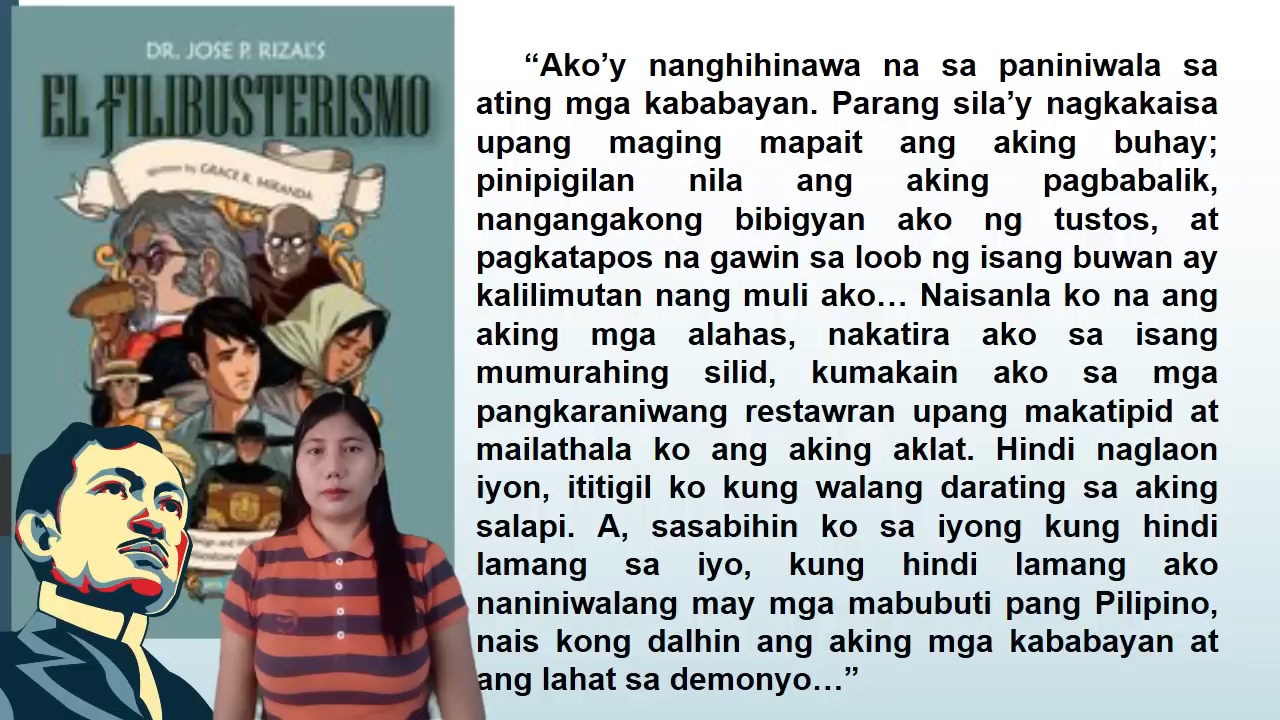 DR. JOSE P. RIZAL'S
EL FILIBUSTERISMO
Written by GRACE R. MIRANDA
“Ako’y nanghihinawa na sa paniniwala sa
ating mga kababayan. Parang sila’y nagkakaisa
upang maging mapait ang aking buhay;
pinipigilan nila ang aking pagbabalik,
nangangakong bibigyan ako ng tustos, at
pagkatapos na gawin sa loob ng isang buwan ay
kalilimutan nang muli ako… Naisanla ko na ang
aking mga alahas, nakatira ako sa isang
mumurahing silid, kumakain ako sa mga
pangkaraniwang restawran upang makatipid at
mailathala ko ang aking aklat. Hindi naglaon
iyon, ititigil ko kung walang darating sa aking
salapi. A, sasabihin ko sa iyong kung hindi
lamang sa iyo, kung hindi lamang ako
naniniwalang may mga mabubuti pang Pilipino,
nais kong dalhin ang aking mga kababayan at
ang lahat sa demonyo…”